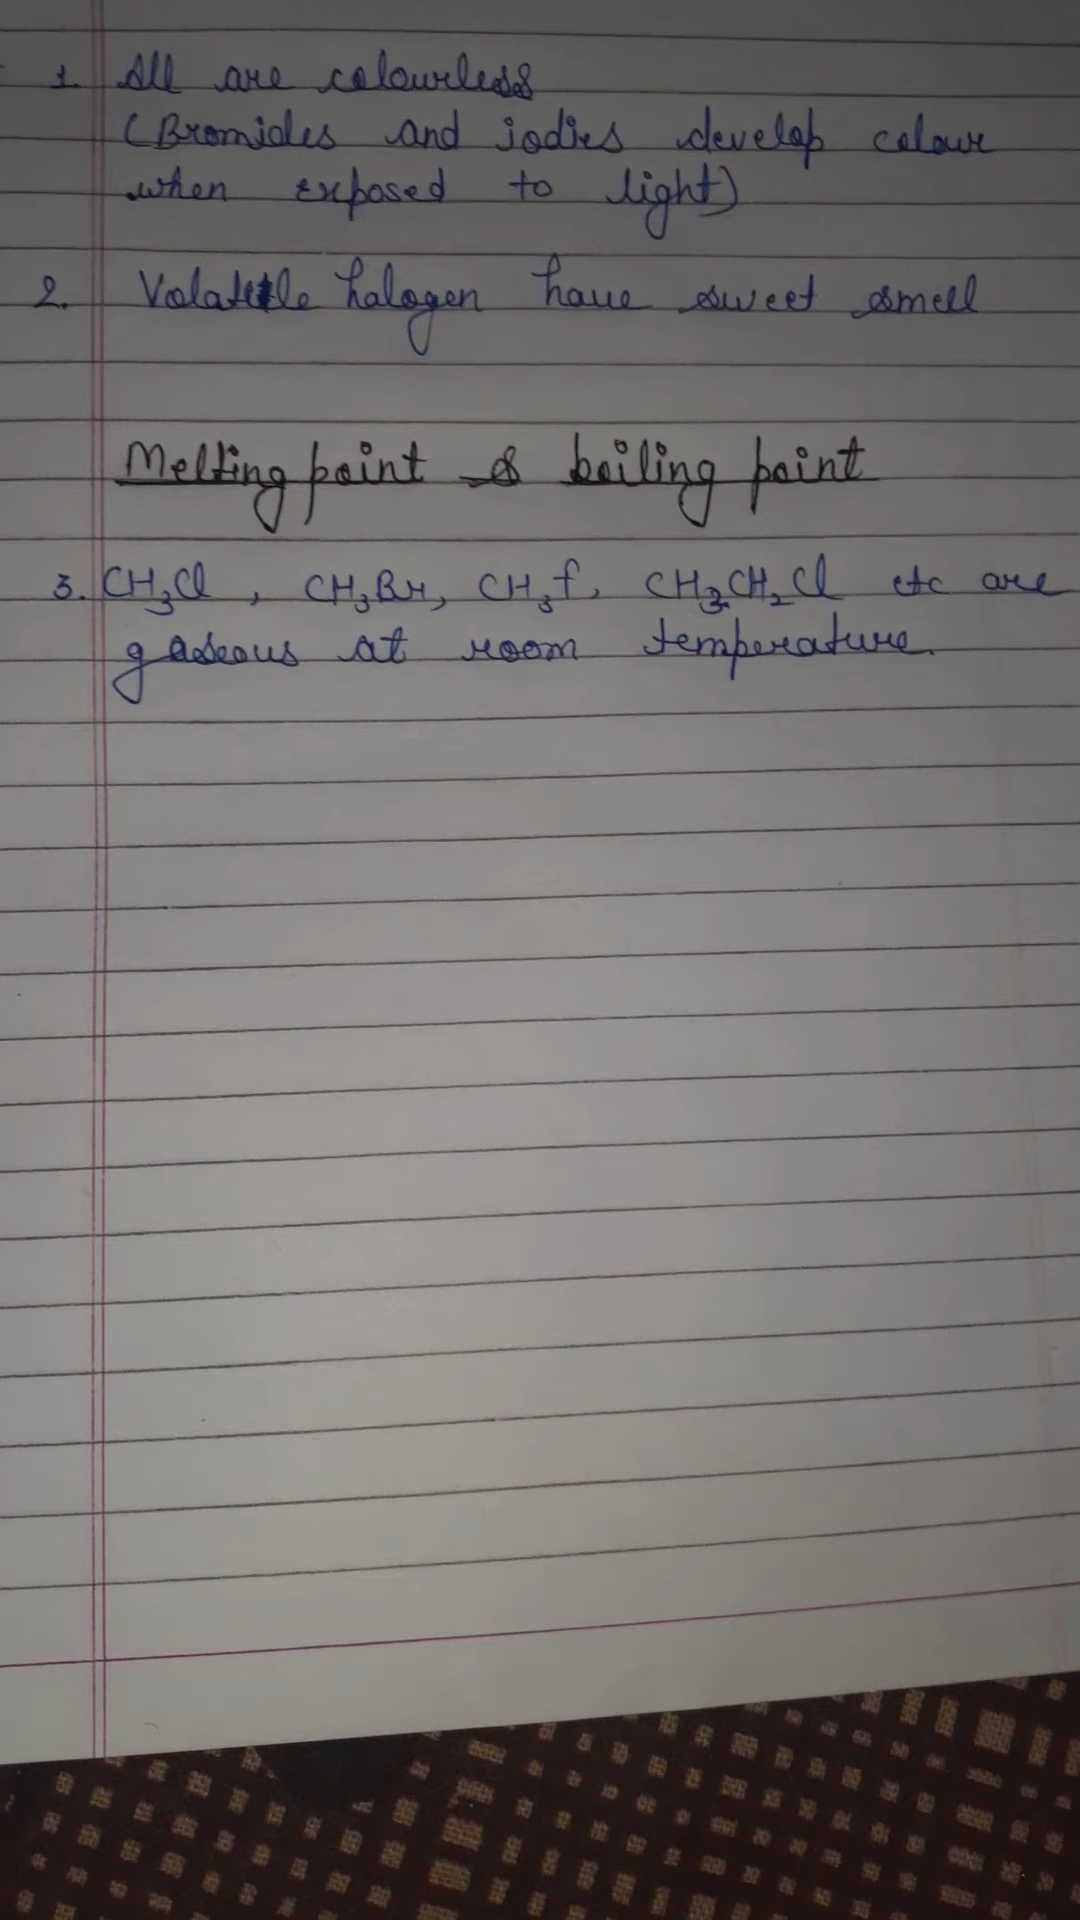 1. All are colourless
(Bromides and iodies develop colour
when exposed to light)
2. Volatile halogen have sweet smell
Melting point & boiling point
3. CH₃Cl, CH₃Br, CH₃f, CH₃CH₂Cl etc are
gaseous at room temperature.